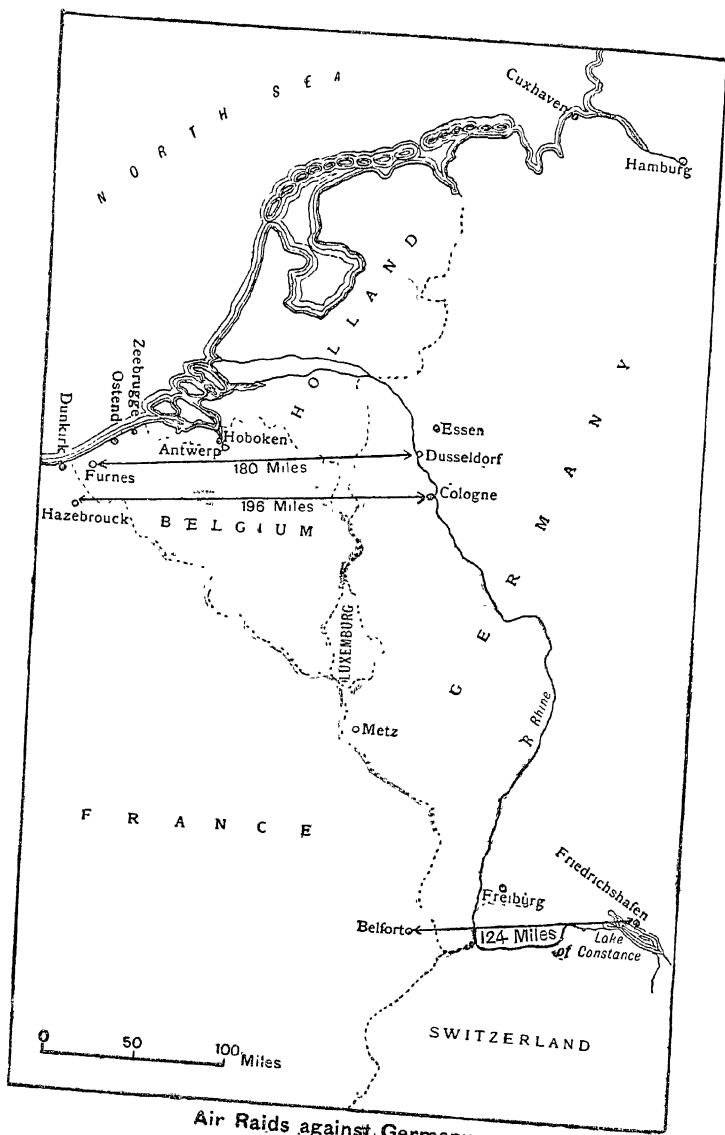 NORTH SEA
Cuxhaven
Hamburg
HOLLAND
Zeebrugge
Ostend
Dunkirk
Hoboken
Antwerp
Essen
Dusseldorf
Furnes
180 Miles
Cologne
196 Miles
Hazebrouck
BELGIUM
GERMANY
LUXEMBURG
R Rhine
Metz
FRANCE
Freiburg
Friedrichshafen
Belfort
124 Miles
Lake
of Constance
SWITZERLAND
0 50 100 Miles
Air Raids against Germany